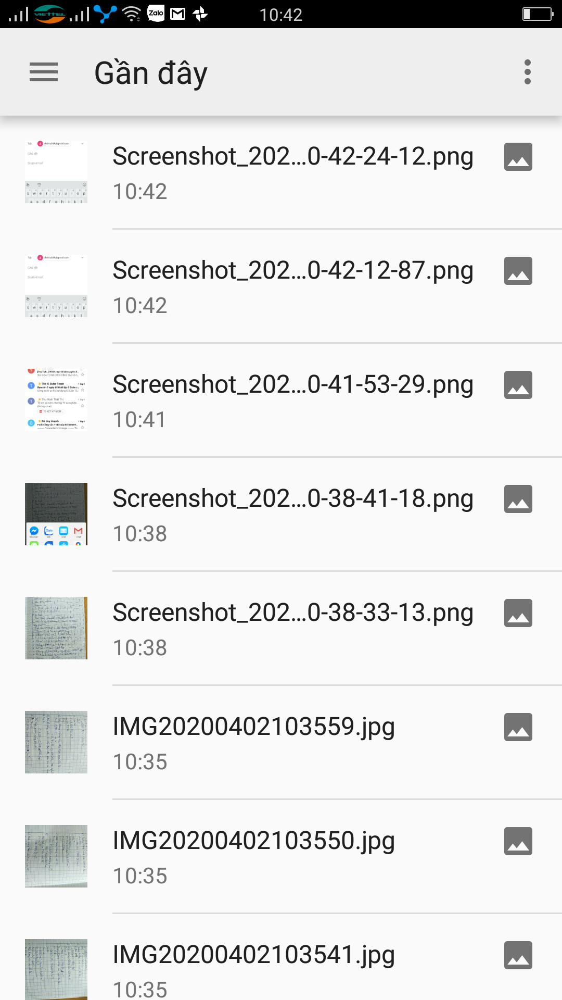 VIETTEL Zalo 10:42
Gần đây
Screenshot_202...0-42-24-12.png
10:42
Screenshot_202...0-42-12-87.png
10:42
Screenshot_202...0-41-53-29.png
10:41
Screenshot_202...0-38-41-18.png
10:38
Screenshot_202...0-38-33-13.png
10:38
IMG20200402103559.jpg
10:35
IMG20200402103550.jpg
10:35
IMG20200402103541.jpg
10:35